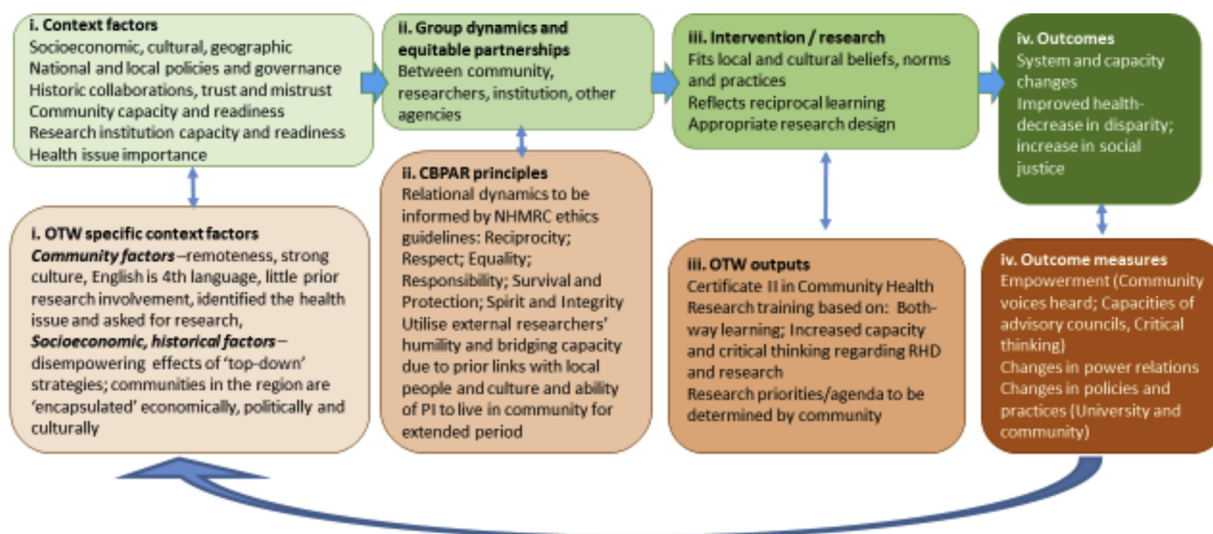 i. Context factors
Socioeconomic, cultural, geographic
National and local policies and governance
Historic collaborations, trust and mistrust
Community capacity and readiness
Research institution capacity and readiness
Health issue importance
ii. Group dynamics and
equitable partnerships
Between community,
researchers, institution, other
agencies
iii. Intervention / research
Fits local and cultural beliefs, norms
and practices
Reflects reciprocal learning
Appropriate research design
iv. Outcomes
System and capacity
changes
Improved health-
decrease in disparity;
increase in social
justice
i. OTW specific context factors
Community factors –remoteness, strong
culture, English is 4th language, little prior
research involvement, identified the health
issue and asked for research,
Socioeconomic, historical factors –
disempowering effects of ‘top-down’
strategies; communities in the region are
‘encapsulated’ economically, politically and
culturally
ii. CBPAR principles
Relational dynamics to be
informed by NHMRC ethics
guidelines: Reciprocity;
Respect; Equality;
Responsibility; Survival and
Protection; Spirit and Integrity
Utilise external researchers’
humility and bridging capacity
due to prior links with local
people and culture and ability
of PI to live in community for
extended period
iii. OTW outputs
Certificate II in Community Health
Research training based on: Both-
way learning; Increased capacity
and critical thinking regarding RHD
and research
Research priorities/agenda to be
determined by community
iv. Outcome measures
Empowerment (Community
voices heard; Capacities of
advisory councils, Critical
thinking)
Changes in power relations
Changes in policies and
practices (University and
community)